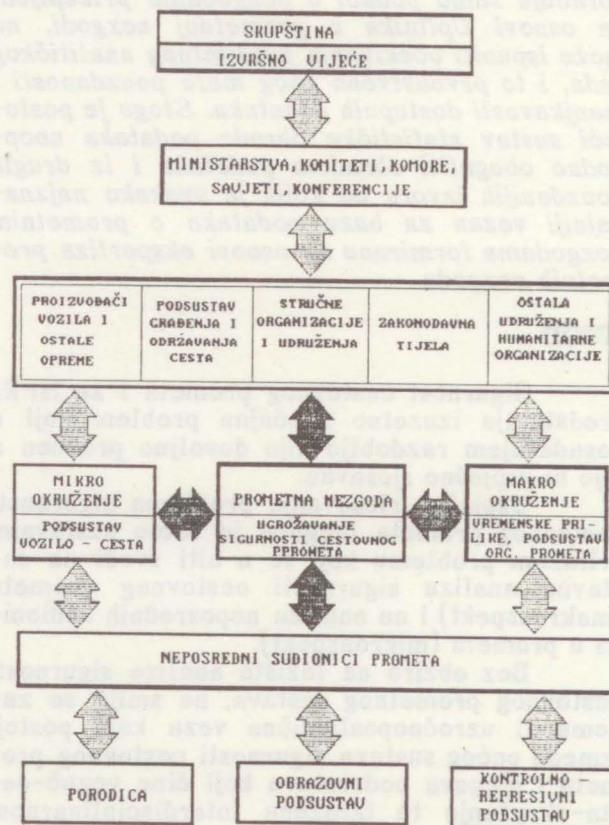 SKUPŠTINA
IZVRŠNO VIJEĆE
MINISTARSTVA, KOMITETI, KOMORE,
SAVJETI, KONFERENCIJE
PROIZVOĐAČI
VOZILA I
OSTALE
OPREME
PODSUSTAV
GRAĐENJA I
ODRŽAVANJA
CESTA
STRUČNE
ORGANIZACIJE
I UDRUŽENJA
ZAKONODAVNA
TIJELA
OSTALA
UDRUŽENJA I
HUMANITARNE
ORGANIZACIJE
MIKRO
OKRUŽENJE
PODSUSTAV
VOZILO - CESTA
PROMETNA NEZGODA
UGROŽAVANJE
SIGURNOSTI CESTOVNOG
PPROMETA
MAKRO
OKRUŽENJE
VREMENSKE PRI-
LIKE, PODSUSTAV
ORG. PROMETA
NEPOSREDNI SUDIONICI PROMETA
PORODICA
OBRAZOVNI
PODSUSTAV
KONTROLNO -
REPRESIVNI
PODSUSTAV